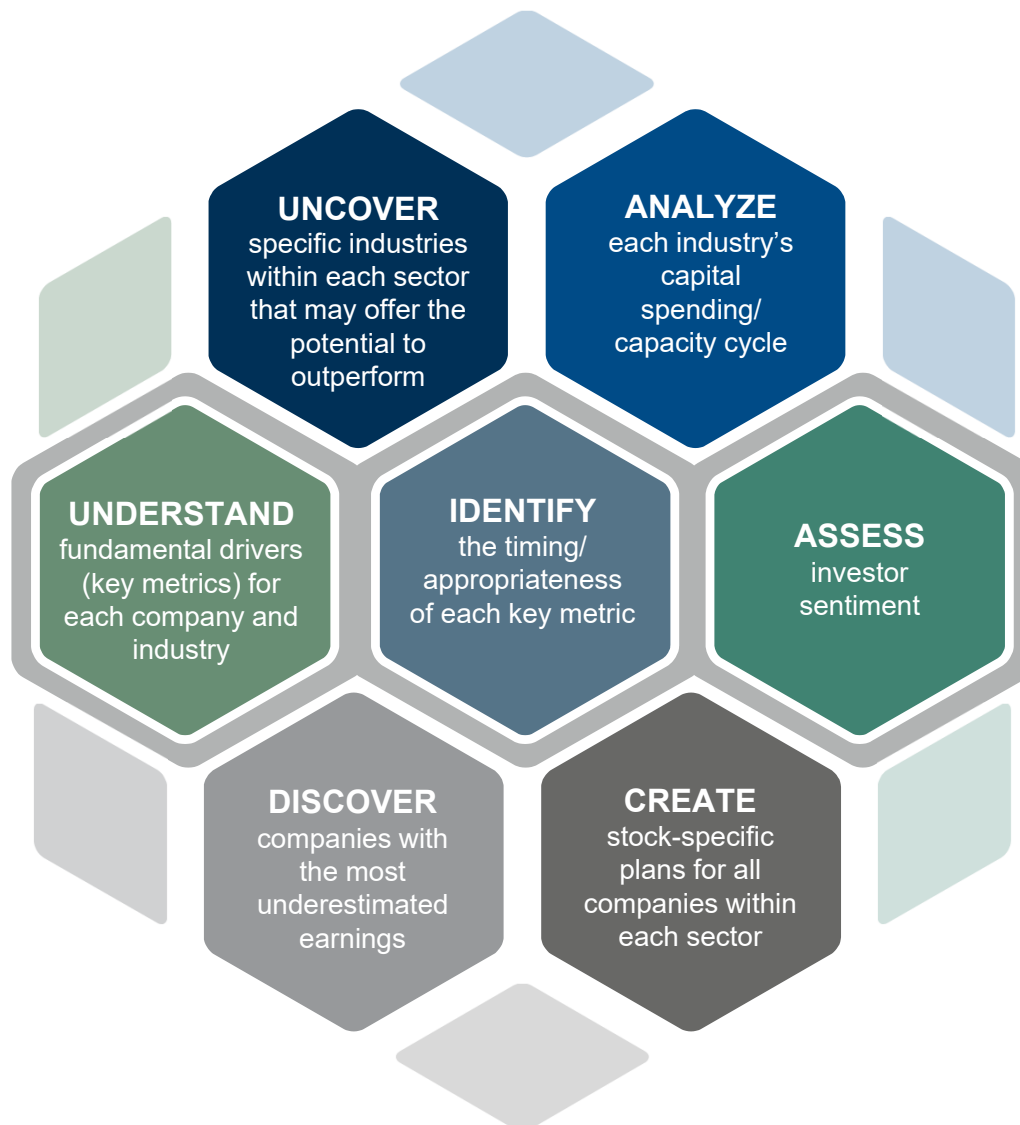 UNCOVER
specific industries
within each sector
that may offer the
potential to
outperform
ANALYZE
each industry’s
capital
spending/
capacity cycle
UNDERSTAND
fundamental drivers
(key metrics) for
each company and
industry
IDENTIFY
the timing/
appropriateness
of each key metric
ASSESS
investor
sentiment
DISCOVER
companies with
the most
underestimated
earnings
CREATE
stock-specific
plans for all
companies within
each sector